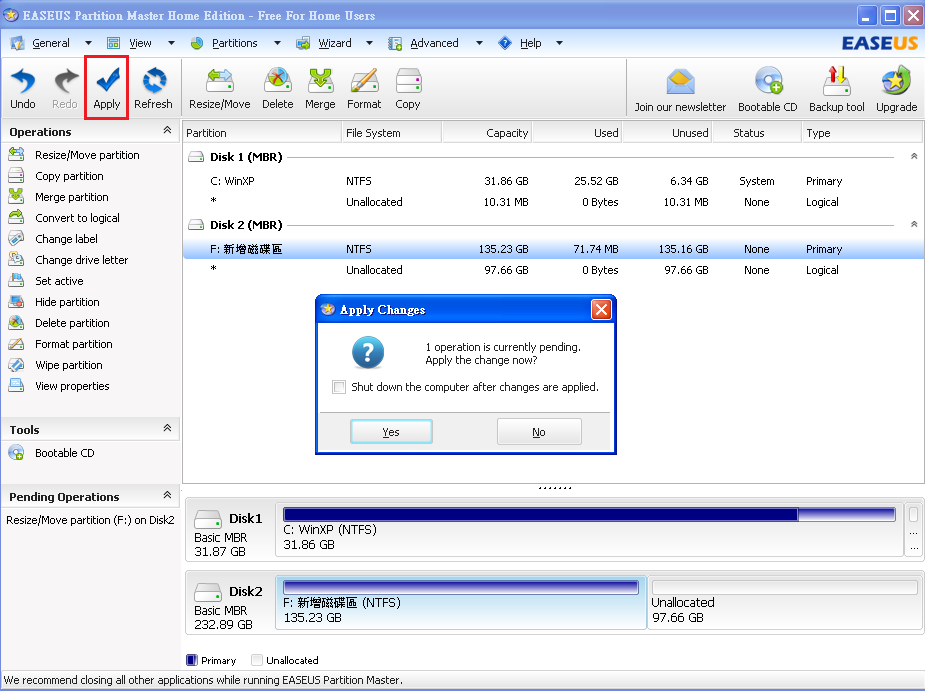 EASEUS Partition Master Home Edition - Free For Home Users
General View Partitions Wizard Advanced Help EASEUS
Undo Redo Apply Refresh Resize/Move Delete Merge Format Copy Join our newsletter Bootable CD Backup tool Upgrade
Operations
Resize/Move partition
Copy partition
Merge partition
Convert to logical
Change label
Change drive letter
Set active
Hide partition
Delete partition
Format partition
Wipe partition
View properties
Tools
Bootable CD
Pending Operations
Resize/Move partition (F:) on Disk2
Partition File System Capacity Used Unused Status Type
Disk 1 (MBR)
C: WinXP NTFS 31.86 GB 25.52 GB 6.34 GB System Primary
* Unallocated 10.31 MB 0 Bytes 10.31 MB None Logical
Disk 2 (MBR)
F: 新增磁碟區 NTFS 135.23 GB 71.74 MB 135.16 GB None Primary
* Unallocated 97.66 GB 0 Bytes 97.66 GB None Logical
Apply Changes
?
1 operation is currently pending.
Apply the change now?
Shut down the computer after changes are applied.
Yes No
Disk1
Basic MBR
31.87 GB
C: WinXP (NTFS)
31.86 GB
...
...
Disk2
Basic MBR
232.89 GB
F: 新增磁碟區 (NTFS)
135.23 GB
Unallocated
97.66 GB
Primary Unallocated
We recommend closing all other applications while running EASEUS Partition Master.